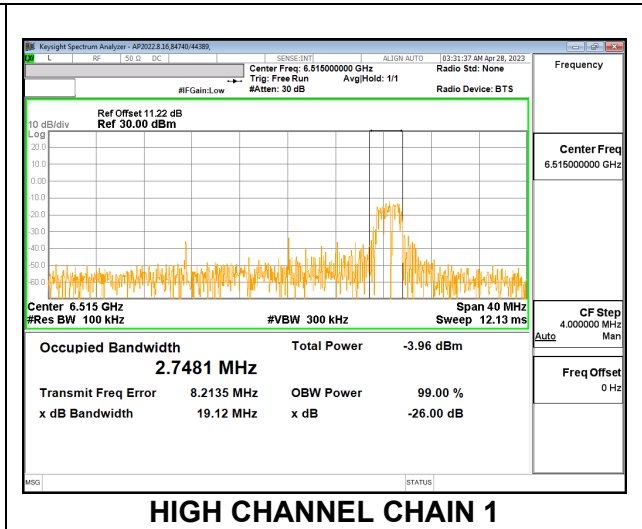 Keysight Spectrum Analyzer - AP2022.8.16,84740/44389,
L RF 50 Ω DC SENSE:INT ALIGN AUTO 03:31:37 AM Apr 28, 2023
Center Freq: 6.515000000 GHz Radio Std: None
Trig: Free Run Avg|Hold: 1/1
#IFGain:Low #Atten: 30 dB Radio Device: BTS
Frequency
Ref Offset 11.22 dB
10 dB/div Ref 30.00 dBm
Log
20.0
10.0
0.00
-10.0
-20.0
-30.0
-40.0
-50.0
-60.0
Center 6.515 GHz Span 40 MHz
#Res BW 100 kHz #VBW 300 kHz Sweep 12.13 ms
Center Freq
6.515000000 GHz
CF Step
4.000000 MHz
Auto Man
Freq Offset
0 Hz
Occupied Bandwidth Total Power -3.96 dBm
2.7481 MHz
Transmit Freq Error 8.2135 MHz OBW Power 99.00 %
x dB Bandwidth 19.12 MHz x dB -26.00 dB
MSG STATUS
HIGH CHANNEL CHAIN 1